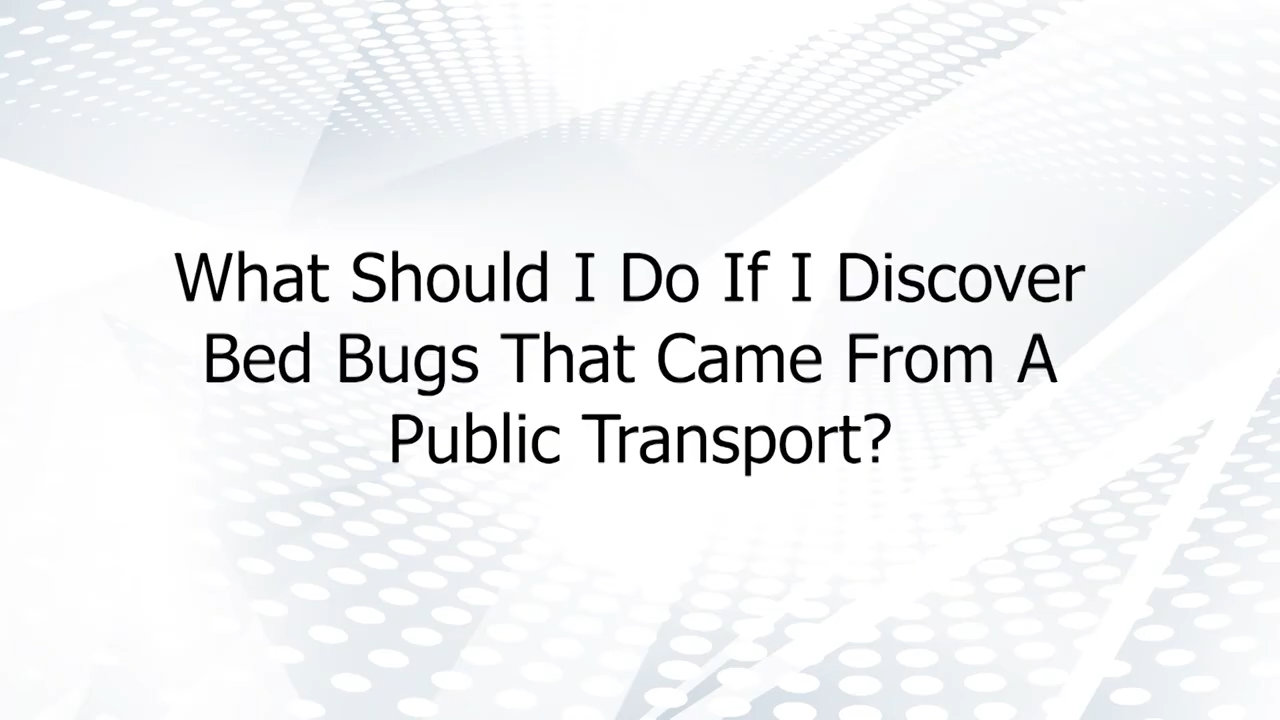 What Should I Do If I Discover
Bed Bugs That Came From A
Public Transport?